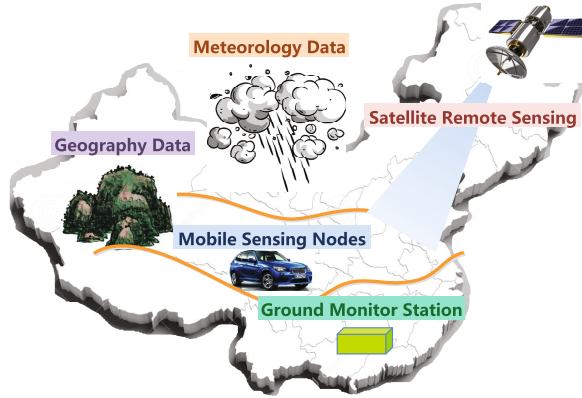 Meteorology Data
Satellite Remote Sensing
Geography Data
Mobile Sensing Nodes
Ground Monitor Station